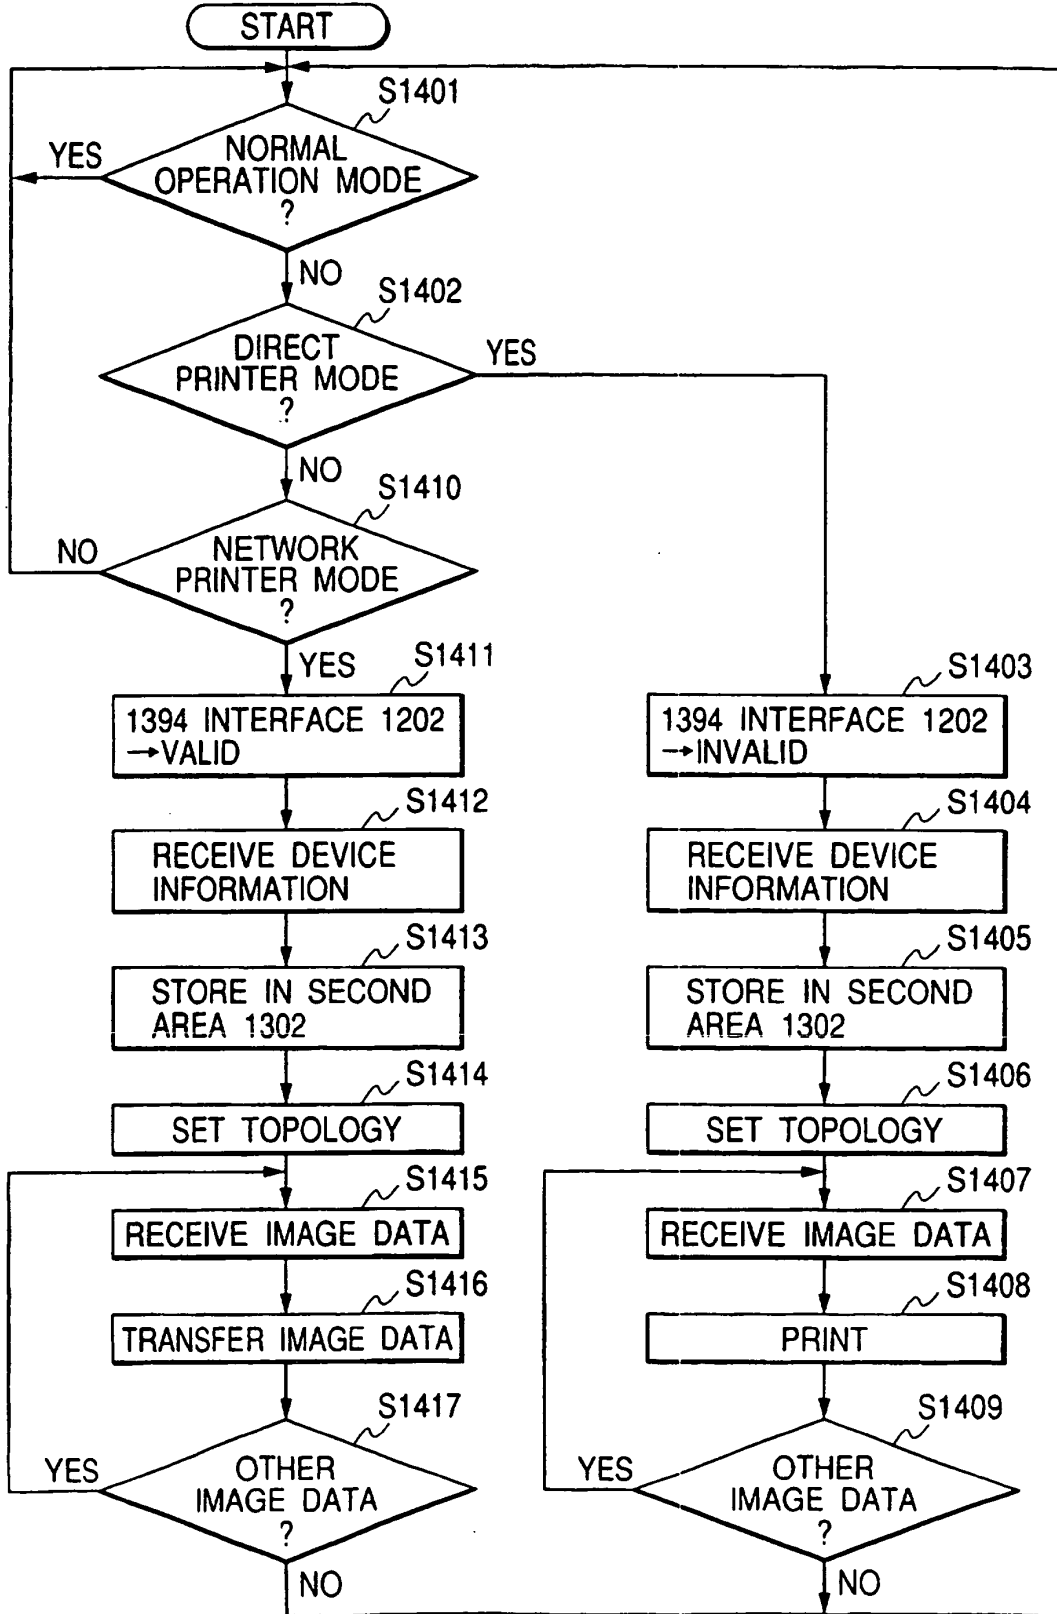 START
S1401
YES
NORMAL
OPERATION MODE
?
NO
S1402
DIRECT
PRINTER MODE
?
YES
NO
S1410
NO
NETWORK
PRINTER MODE
?
YES
S1411
1394 INTERFACE 1202
→VALID
S1412
RECEIVE DEVICE
INFORMATION
S1413
STORE IN SECOND
AREA 1302
S1414
SET TOPOLOGY
S1415
RECEIVE IMAGE DATA
S1416
TRANSFER IMAGE DATA
S1417
YES
OTHER
IMAGE DATA
?
NO
S1403
1394 INTERFACE 1202
→INVALID
S1404
RECEIVE DEVICE
INFORMATION
S1405
STORE IN SECOND
AREA 1302
S1406
SET TOPOLOGY
S1407
RECEIVE IMAGE DATA
S1408
PRINT
S1409
YES
OTHER
IMAGE DATA
?
NO